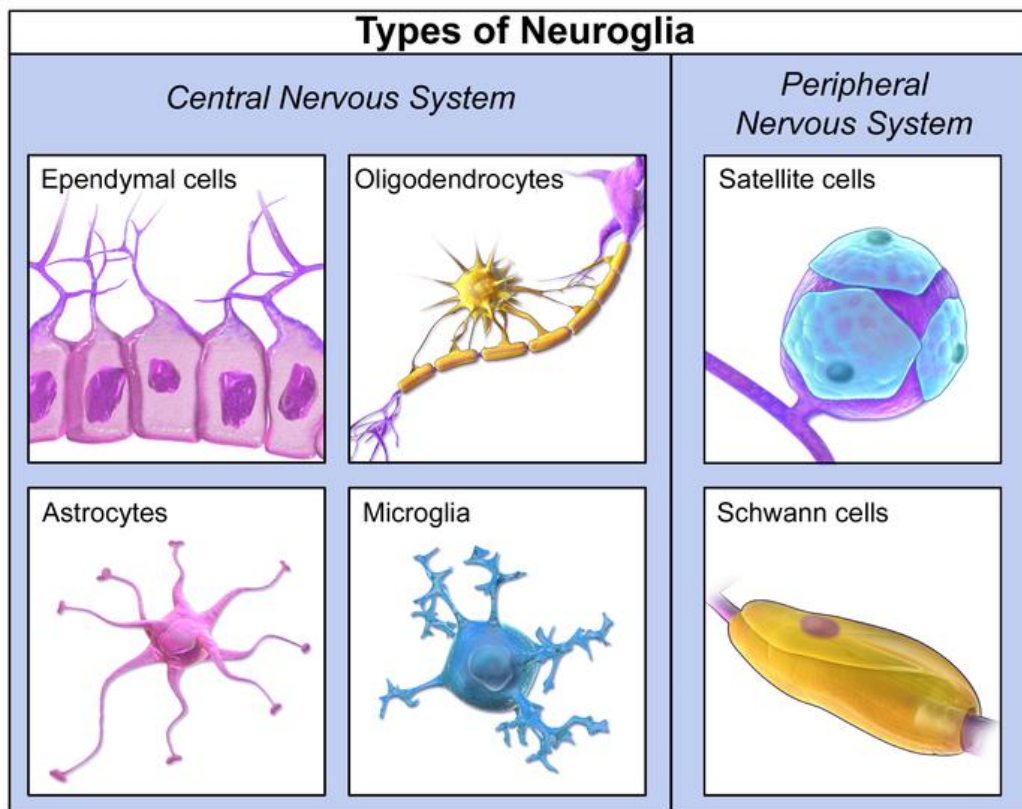 Types of Neuroglia
Central Nervous System
Peripheral
Nervous System
Ependymal cells
Oligodendrocytes
Satellite cells
Astrocytes
Microglia
Schwann cells